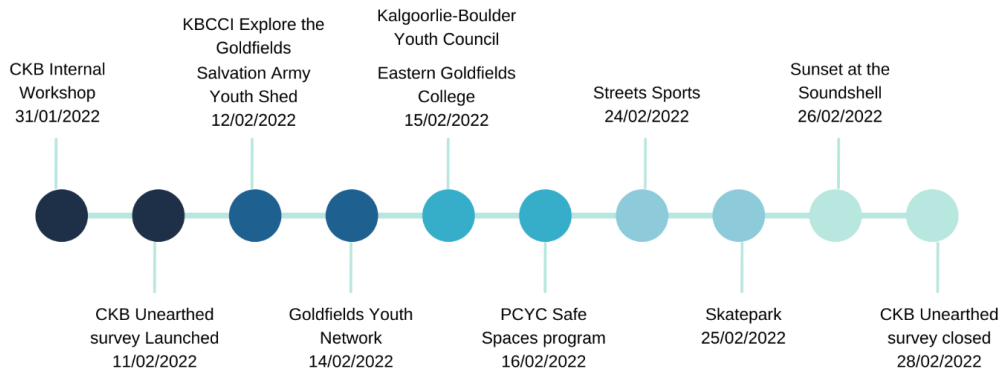 CKB Internal
Workshop
31/01/2022
CKB Unearthed
survey Launched
11/02/2022
KBCCI Explore the
Goldfields
Salvation Army
Youth Shed
12/02/2022
Goldfields Youth
Network
14/02/2022
Kalgoorlie-Boulder
Youth Council
Eastern Goldfields
College
15/02/2022
PCYC Safe
Spaces program
16/02/2022
Streets Sports
24/02/2022
Skatepark
25/02/2022
Sunset at the
Soundshell
26/02/2022
CKB Unearthed
survey closed
28/02/2022